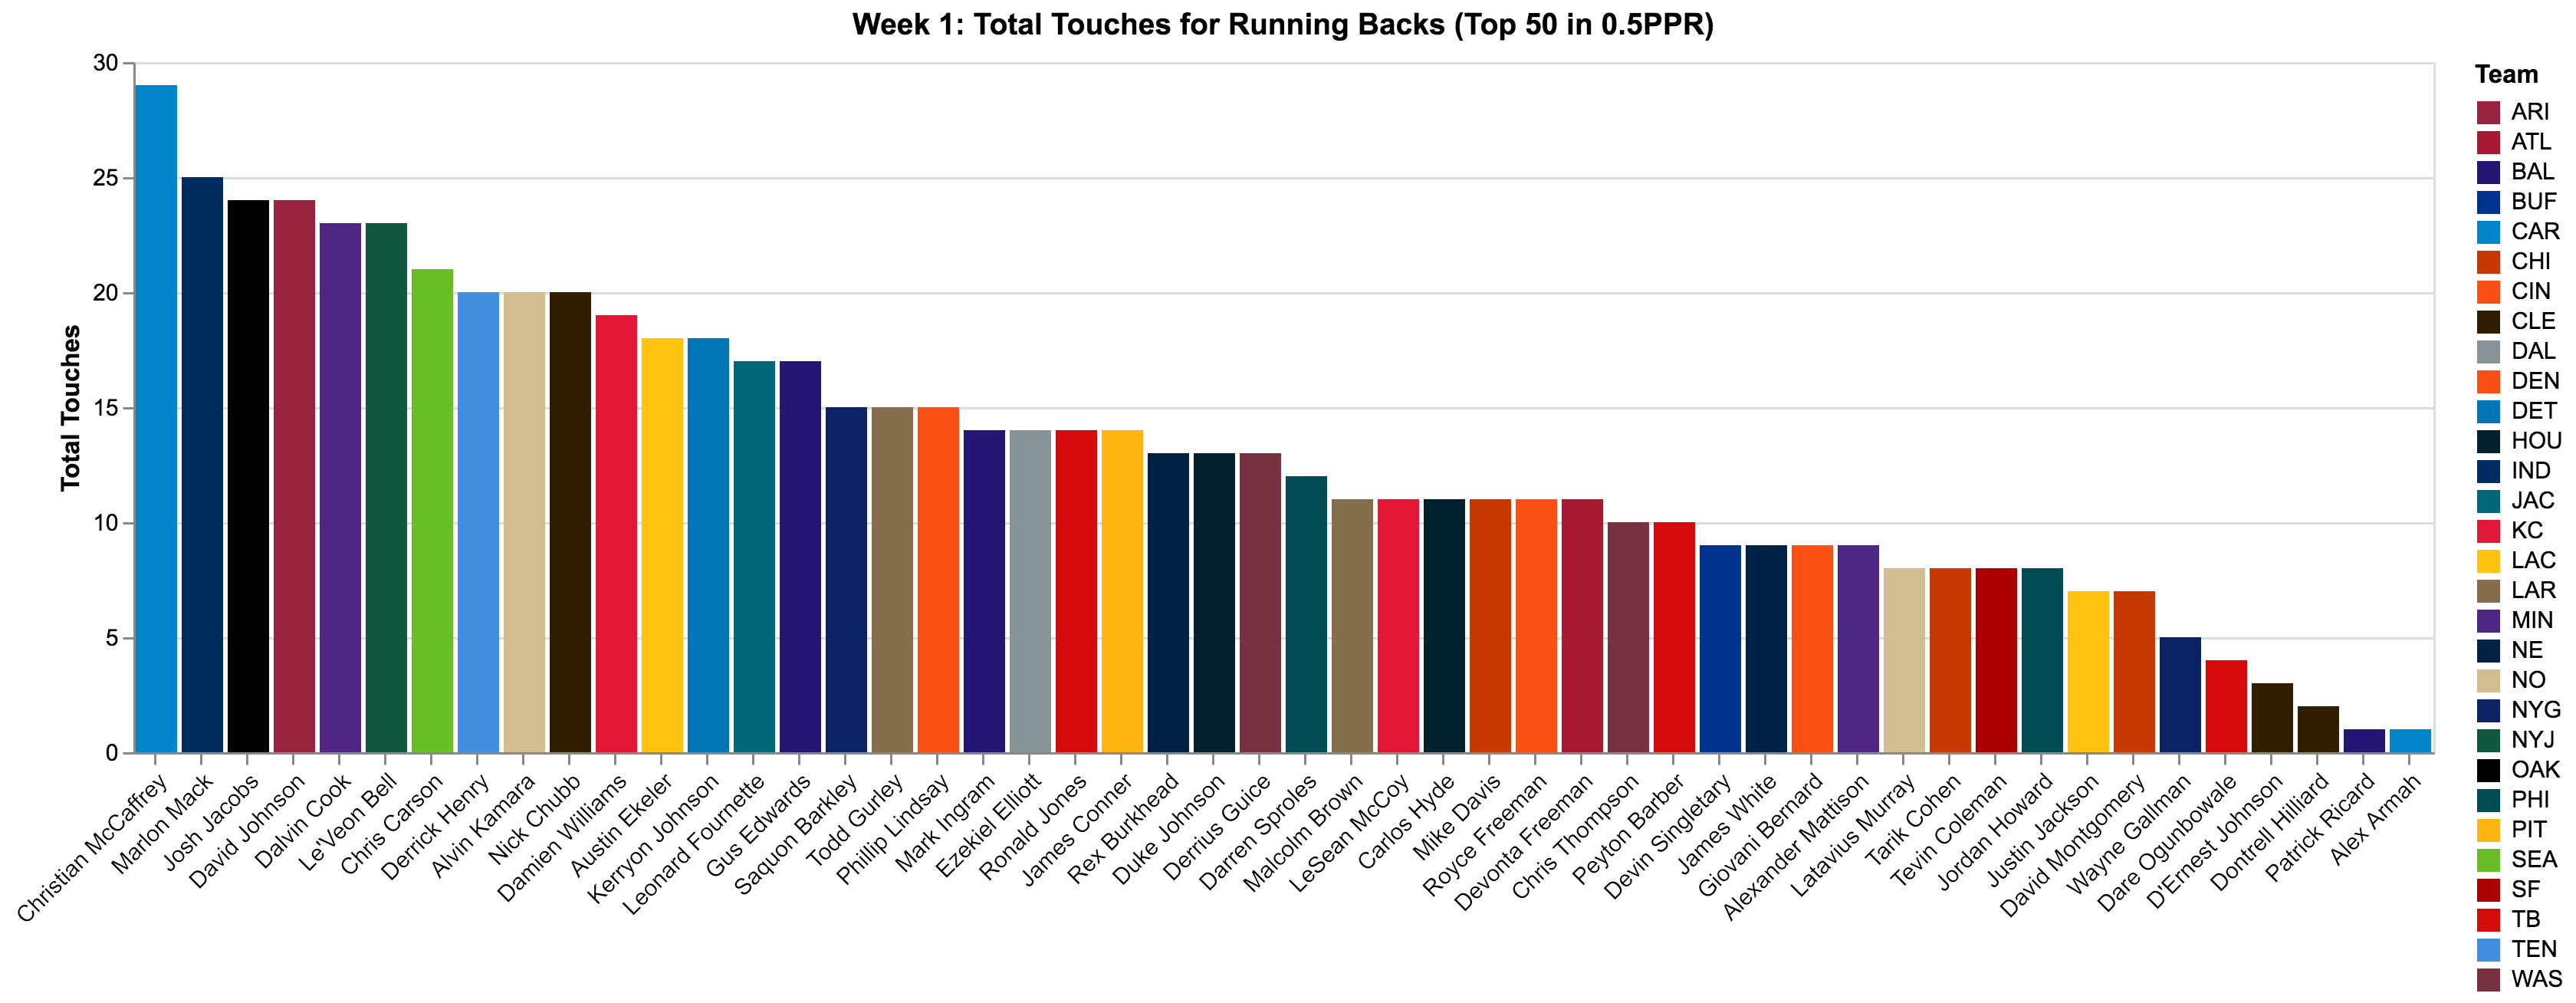 Week 1: Total Touches for Running Backs (Top 50 in 0.5PPR)
Total Touches
30
25
20
15
10
5
0
Christian McCaffrey
Marlon Mack
Josh Jacobs
David Johnson
Dalvin Cook
Le'Veon Bell
Chris Carson
Derrick Henry
Alvin Kamara
Nick Chubb
Damien Williams
Austin Ekeler
Kerryon Johnson
Leonard Fournette
Gus Edwards
Saquon Barkley
Todd Gurley
Phillip Lindsay
Mark Ingram
Ezekiel Elliott
Ronald Jones
James Conner
Rex Burkhead
Duke Johnson
Derrius Guice
Darren Sproles
Malcolm Brown
LeSean McCoy
Carlos Hyde
Mike Davis
Royce Freeman
Devonta Freeman
Chris Thompson
Peyton Barber
Devin Singletary
James White
Giovani Bernard
Alexander Mattison
Latavius Murray
Tarik Cohen
Tevin Coleman
Jordan Howard
Justin Jackson
David Montgomery
Wayne Gallman
Dare Ogunbowale
D'Ernest Johnson
Dontrell Hilliard
Patrick Ricard
Alex Armah
Team
ARI
ATL
BAL
BUF
CAR
CHI
CIN
CLE
DAL
DEN
DET
HOU
IND
JAC
KC
LAC
LAR
MIN
NE
NO
NYG
NYJ
OAK
PHI
PIT
SEA
SF
TB
TEN
WAS